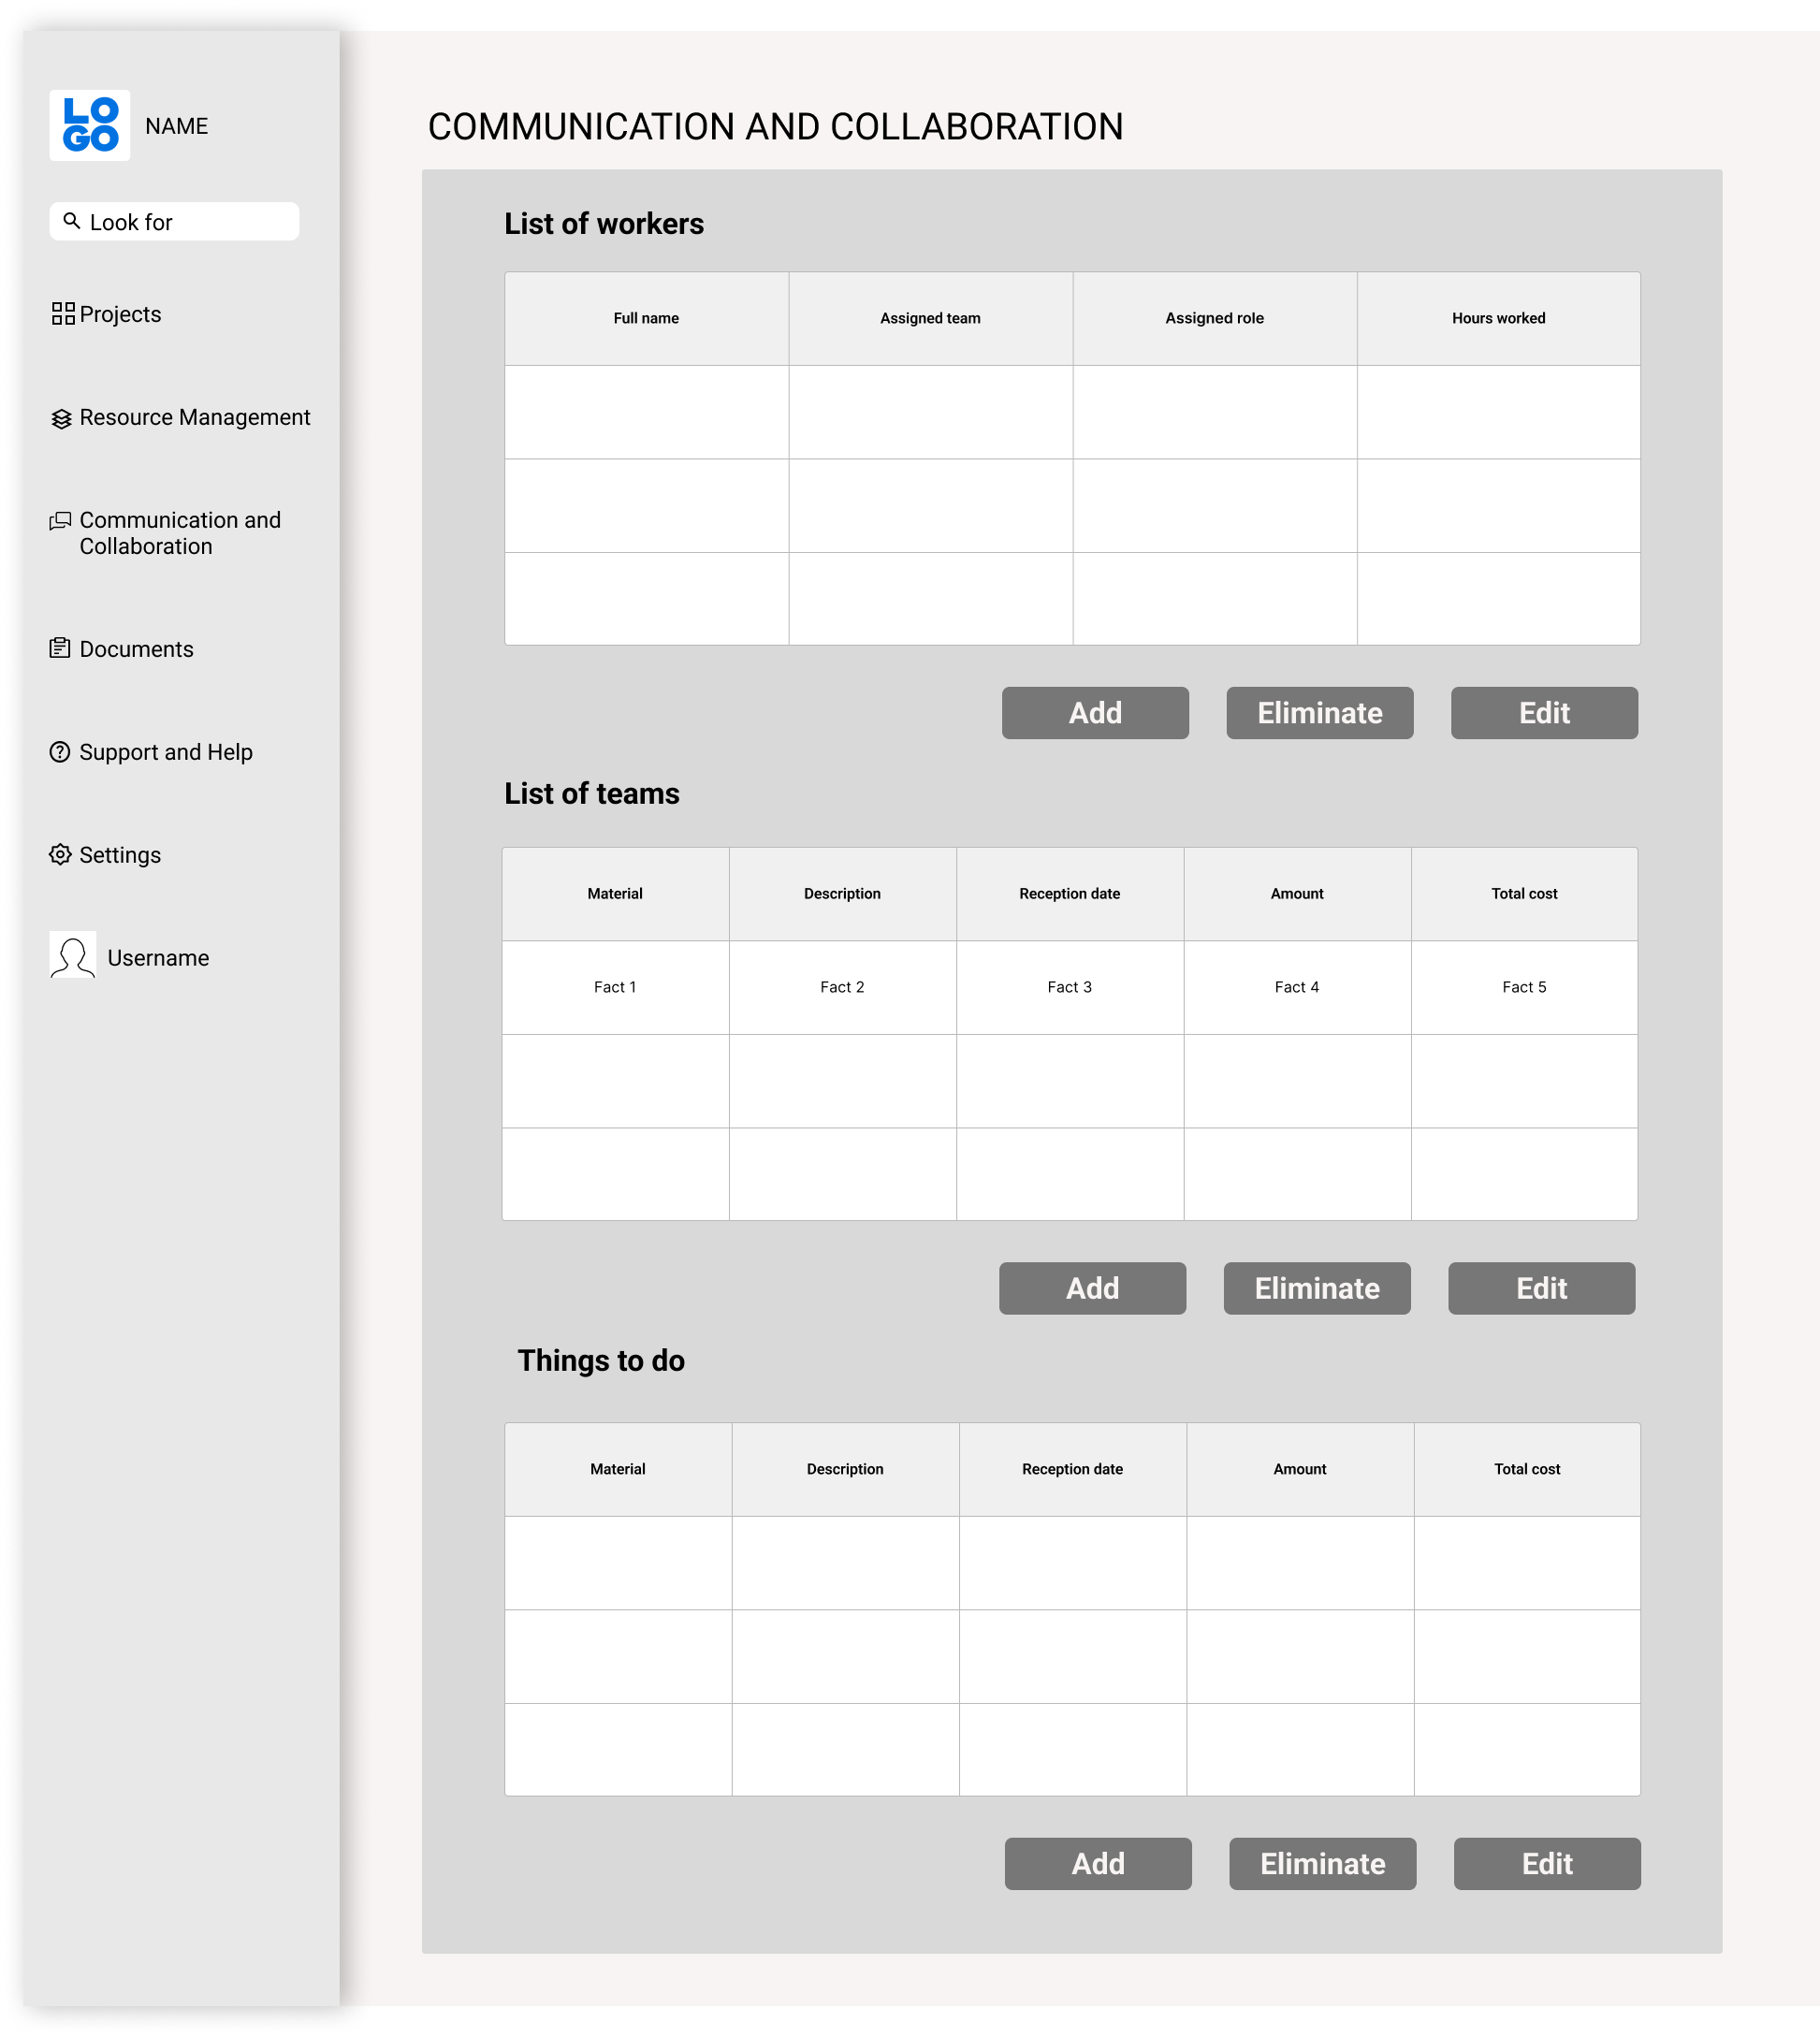 LO
GO
NAME
Look for
Projects
Resource Management
Communication and
Collaboration
Documents
Support and Help
Settings
Username
COMMUNICATION AND COLLABORATION
List of workers
Full name Assigned team Assigned role Hours worked
Add Eliminate Edit
List of teams
Material Description Reception date Amount Total cost
Fact 1 Fact 2 Fact 3 Fact 4 Fact 5
Add Eliminate Edit
Things to do
Material Description Reception date Amount Total cost
Add Eliminate Edit